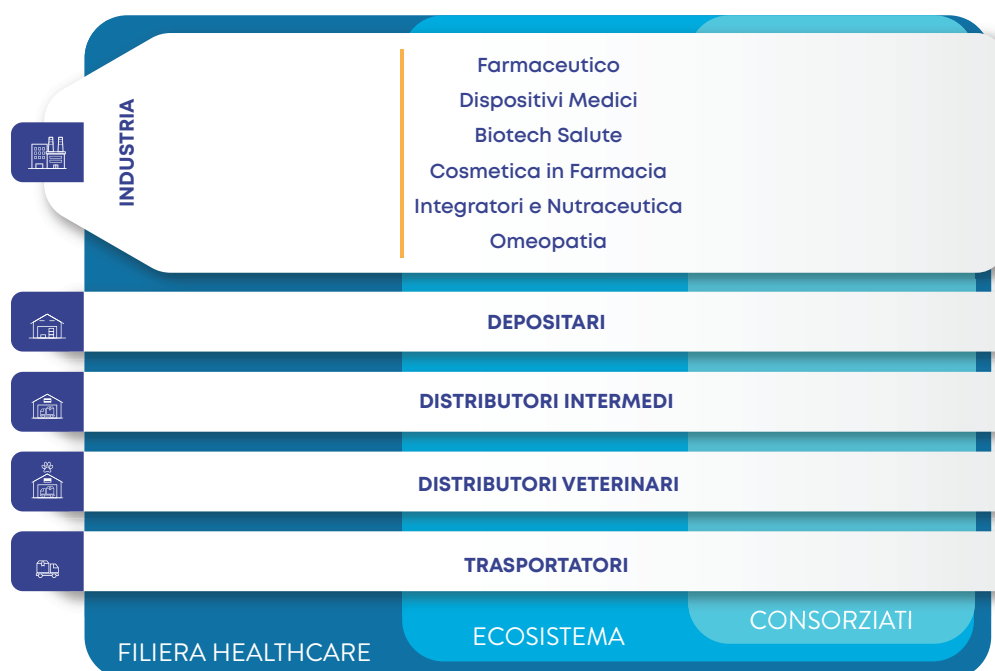 INDUSTRIA
Farmaceutico
Dispositivi Medici
Biotech Salute
Cosmetica in Farmacia
Integratori e Nutraceutica
Omeopatia
DEPOSITARI
DISTRIBUTORI INTERMEDI
DISTRIBUTORI VETERINARI
TRASPORTATORI
FILIERA HEALTHCARE
ECOSISTEMA
CONSORZIATI